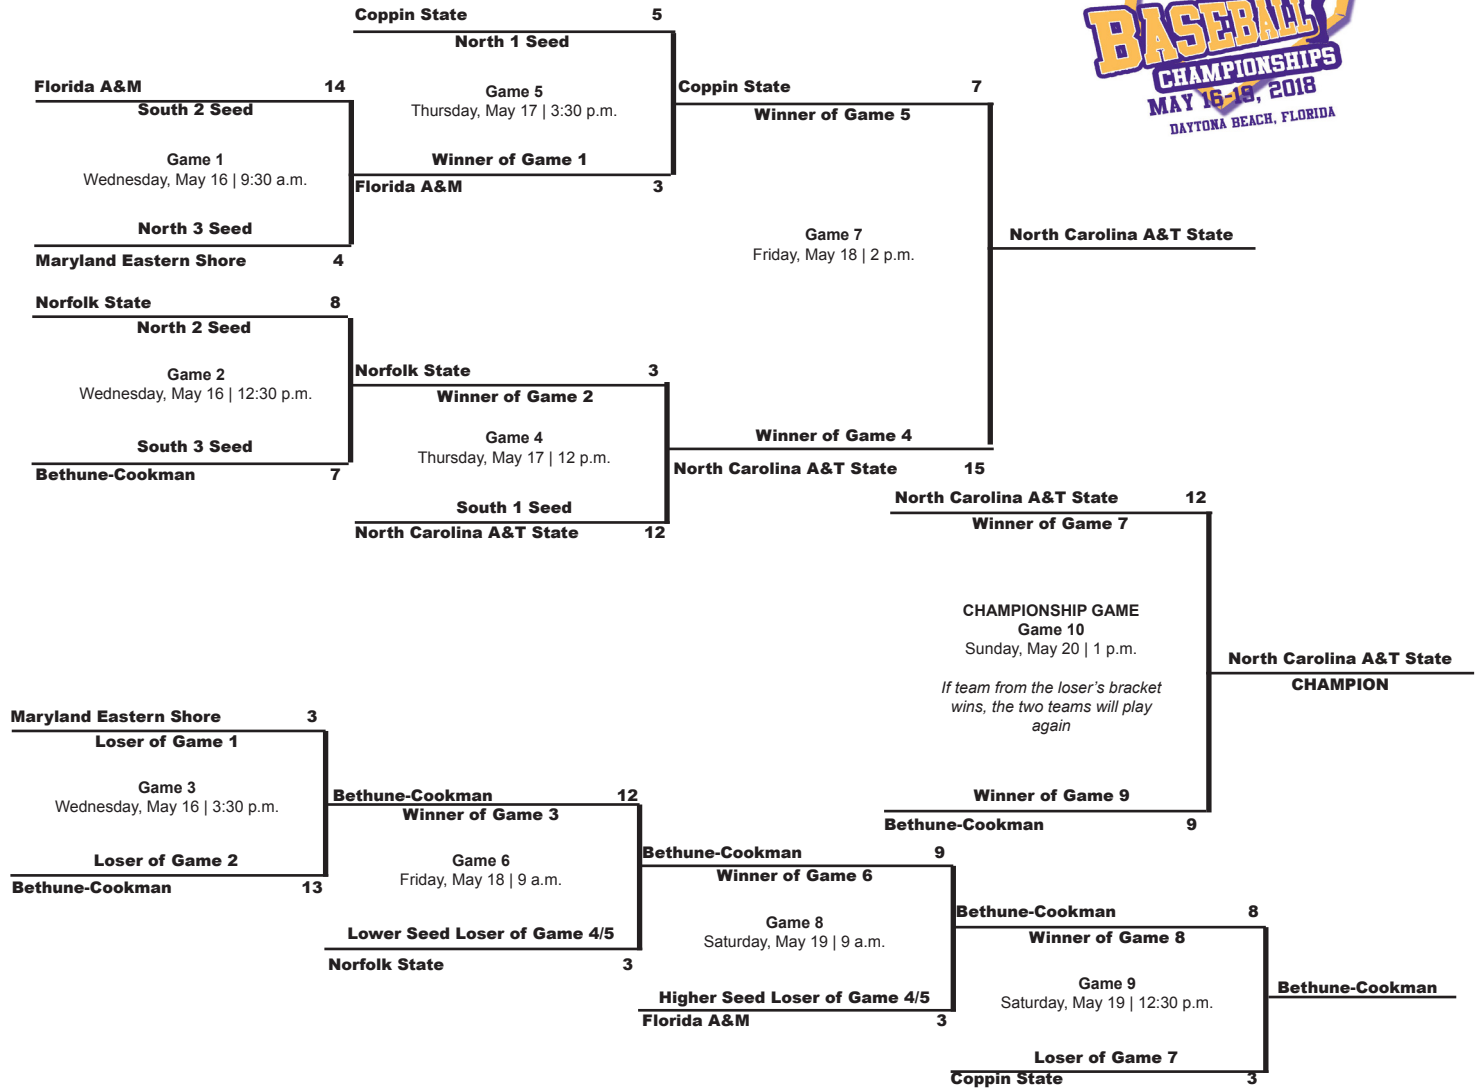 BASEBALL
CHAMPIONSHIPS
MAY 16-19, 2018
DAYTONA BEACH, FLORIDA
Coppin State 5
North 1 Seed
Game 5
Thursday, May 17 | 3:30 p.m.
Winner of Game 1
Florida A&M 3
Florida A&M 14
South 2 Seed
Game 1
Wednesday, May 16 | 9:30 a.m.
North 3 Seed
Maryland Eastern Shore 4
Norfolk State 8
North 2 Seed
Game 2
Wednesday, May 16 | 12:30 p.m.
South 3 Seed
Bethune-Cookman 7
Norfolk State 3
Winner of Game 2
Game 4
Thursday, May 17 | 12 p.m.
South 1 Seed
North Carolina A&T State 12
Coppin State 7
Winner of Game 5
Game 7
Friday, May 18 | 2 p.m.
Winner of Game 4
North Carolina A&T State 15
North Carolina A&T State
North Carolina A&T State 12
Winner of Game 7
CHAMPIONSHIP GAME
Game 10
Sunday, May 20 | 1 p.m.
If team from the loser's bracket
wins, the two teams will play
again
Winner of Game 9
Bethune-Cookman 9
North Carolina A&T State
CHAMPION
Maryland Eastern Shore 3
Loser of Game 1
Game 3
Wednesday, May 16 | 3:30 p.m.
Loser of Game 2
Bethune-Cookman 13
Bethune-Cookman 12
Winner of Game 3
Game 6
Friday, May 18 | 9 a.m.
Lower Seed Loser of Game 4/5
Norfolk State 3
Bethune-Cookman 9
Winner of Game 6
Game 8
Saturday, May 19 | 9 a.m.
Higher Seed Loser of Game 4/5
Florida A&M 3
Bethune-Cookman 8
Winner of Game 8
Game 9
Saturday, May 19 | 12:30 p.m.
Loser of Game 7
Coppin State 3
Bethune-Cookman